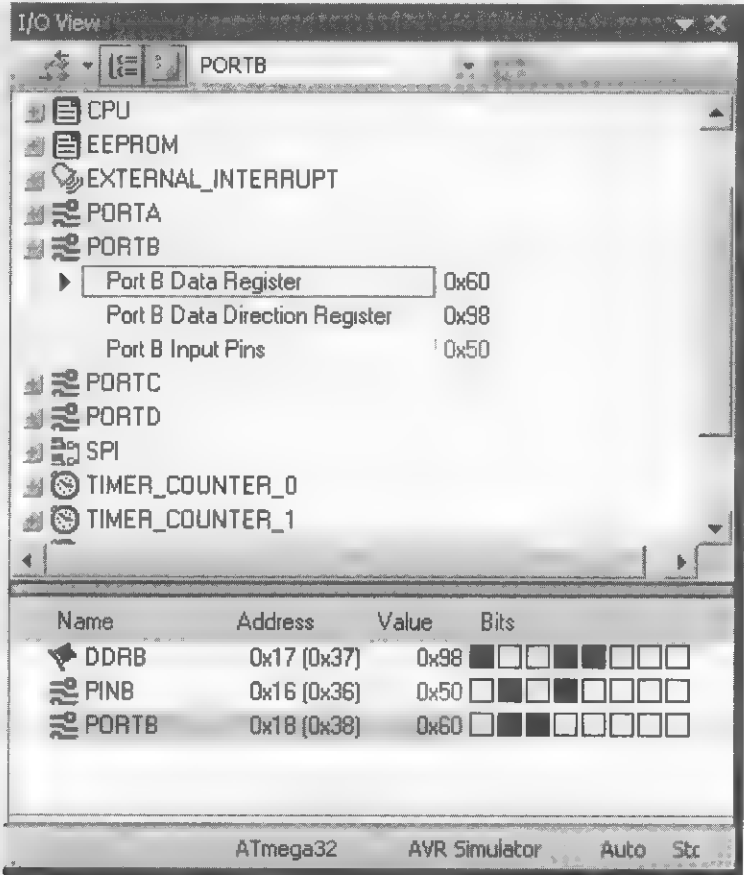 I/O View
PORTB
CPU
EEPROM
EXTERNAL_INTERRUPT
PORTA
PORTB
Port B Data Register 0x60
Port B Data Direction Register 0x98
Port B Input Pins 0x50
PORTC
PORTD
SPI
TIMER_COUNTER_0
TIMER_COUNTER_1
Name Address Value Bits
DDRB 0x17 (0x37) 0x98
PINB 0x16 (0x36) 0x50
PORTB 0x18 (0x38) 0x60
ATmega32 AVR Simulator Auto Stc